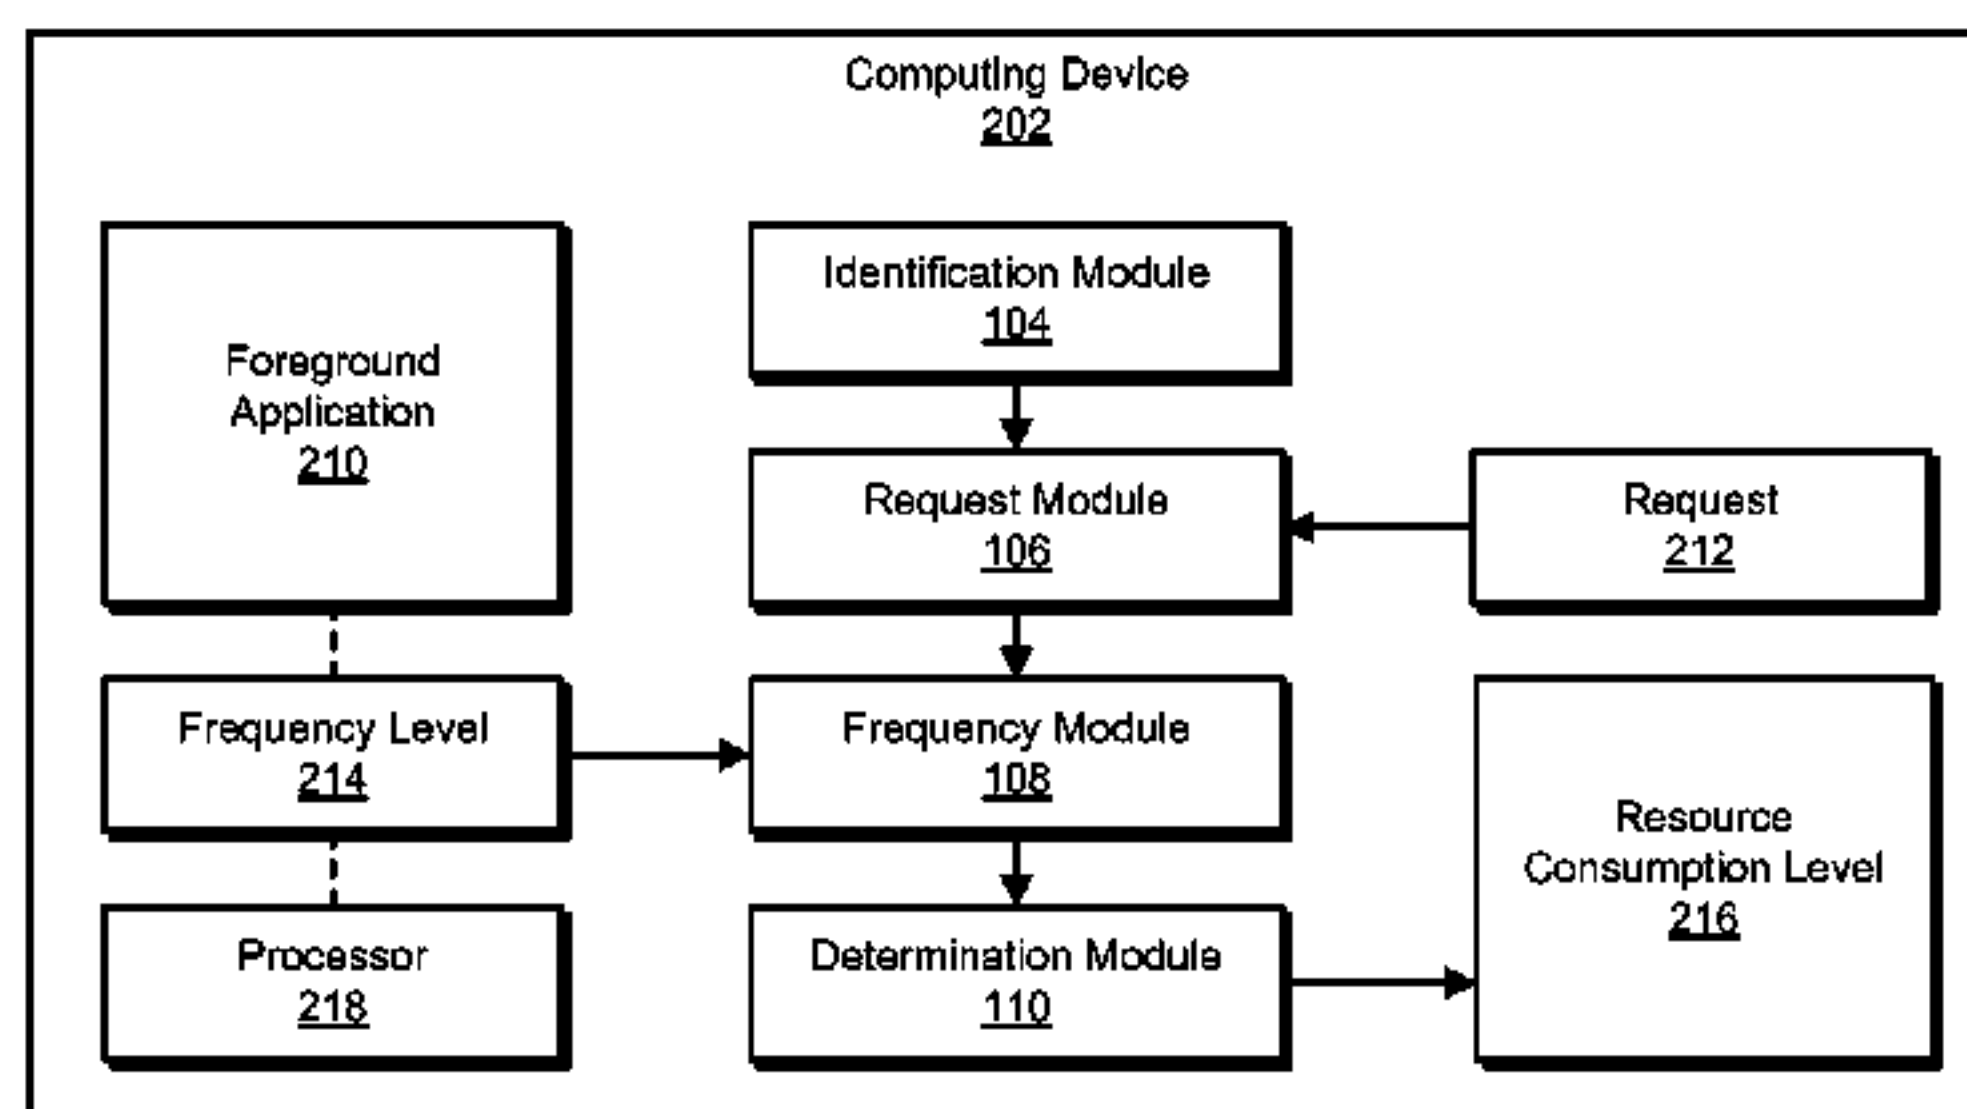 Computing Device
202
Foreground
Application
210
Identification Module
104
Request Module
106
Request
212
Frequency Level
214
Frequency Module
108
Resource
Consumption Level
216
Processor
218
Determination Module
110